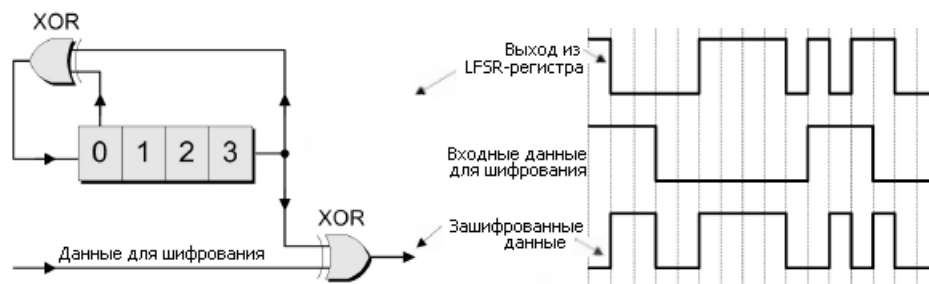 XOR
0 1 2 3
XOR
Данные для шифрования
Выход из
LFSR-регистра
Входные данные
для шифрования
Зашифрованные
данные